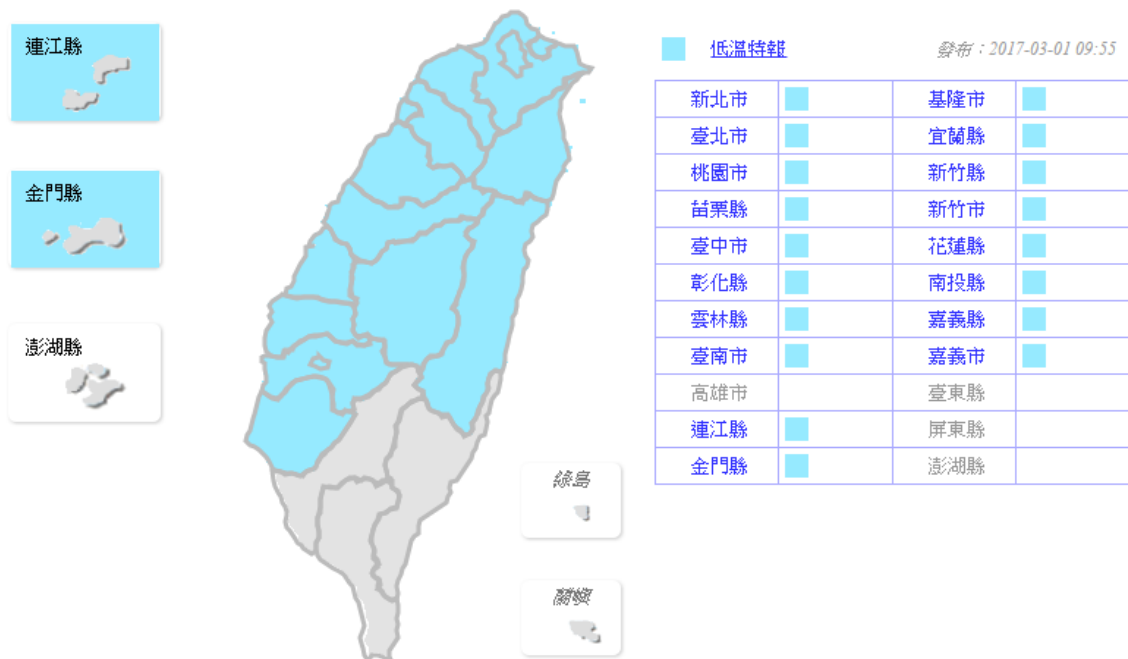 連江縣
金門縣
澎湖縣
綠島
蘭嶼
低溫特報 發布：2017-03-01 09:55
新北市 基隆市
臺北市 宜蘭縣
桃園市 新竹縣
苗栗縣 新竹市
臺中市 花蓮縣
彰化縣 南投縣
雲林縣 嘉義縣
臺南市 嘉義市
高雄市 臺東縣
連江縣 屏東縣
金門縣 澎湖縣